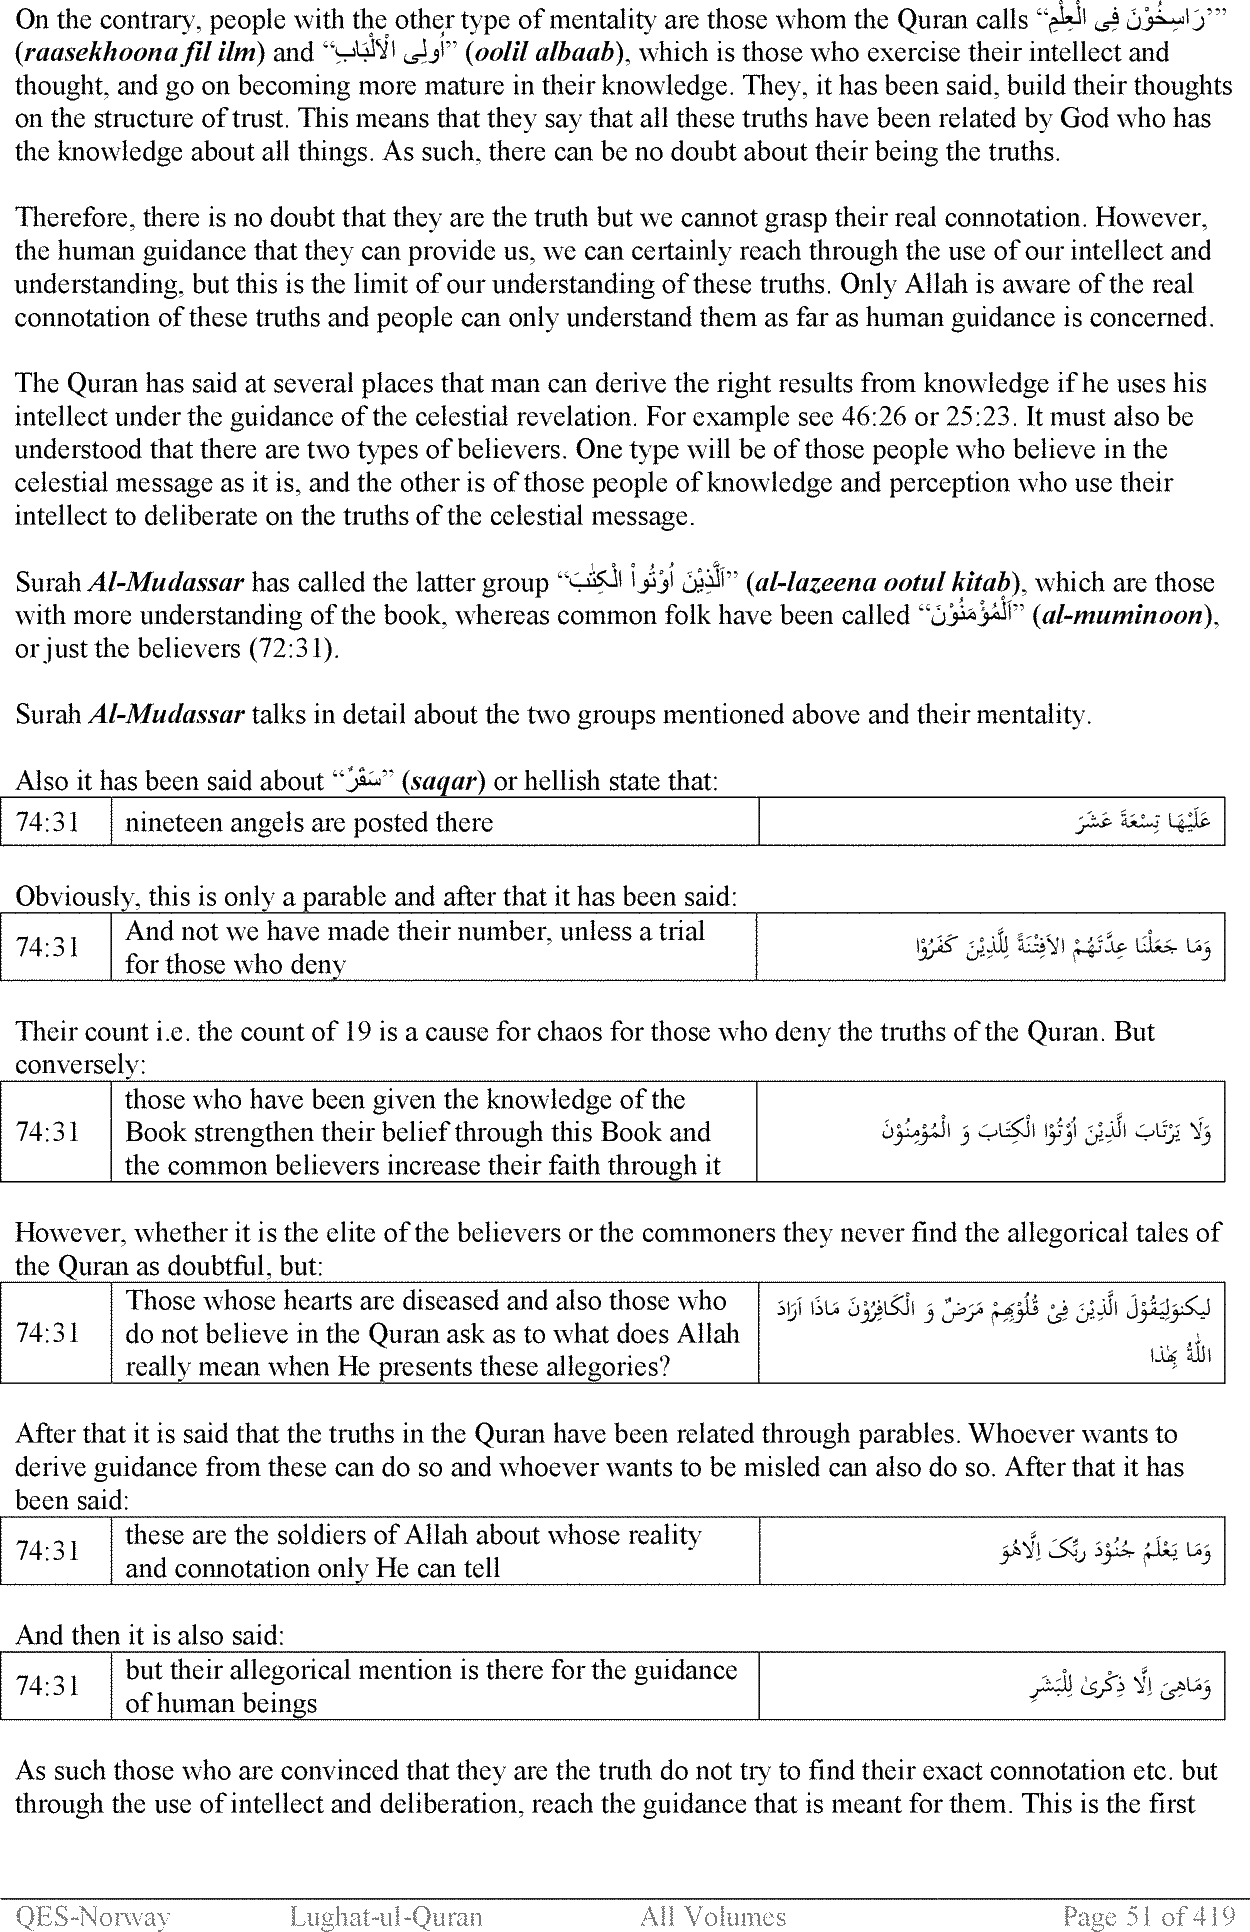 On the contrary, people with the other type of mentality are those whom the Quran calls “رَاسِخُوْنَ فِى الْعِلْمِ’”
(raasekhoona fil ilm) and “اُولِى الْاَلْبَابِ” (oolil albaab), which is those who exercise their intellect and
thought, and go on becoming more mature in their knowledge. They, it has been said, build their thoughts
on the structure of trust. This means that they say that all these truths have been related by God who has
the knowledge about all things. As such, there can be no doubt about their being the truths.
Therefore, there is no doubt that they are the truth but we cannot grasp their real connotation. However,
the human guidance that they can provide us, we can certainly reach through the use of our intellect and
understanding, but this is the limit of our understanding of these truths. Only Allah is aware of the real
connotation of these truths and people can only understand them as far as human guidance is concerned.
The Quran has said at several places that man can derive the right results from knowledge if he uses his
intellect under the guidance of the celestial revelation. For example see 46:26 or 25:23. It must also be
understood that there are two types of believers. One type will be of those people who believe in the
celestial message as it is, and the other is of those people of knowledge and perception who use their
intellect to deliberate on the truths of the celestial message.
Surah Al-Mudassar has called the latter group “اَلَّذِيْنَ اُوْتُواْ الْكِتٰبَ” (al-lazeena ootul kitab), which are those
with more understanding of the book, whereas common folk have been called “اَلْمُؤْمَنُوْنَ” (al-muminoon),
or just the believers (72:31).
Surah Al-Mudassar talks in detail about the two groups mentioned above and their mentality.
Also it has been said about “سَقَرٌ” (saqar) or hellish state that:
74:31 nineteen angels are posted there عَلَيْهَا تِسْعَةَ عَشَرَ
Obviously, this is only a parable and after that it has been said:
74:31 And not we have made their number, unless a trial
for those who deny وَمَا جَعَلْنَا عِدَّتَهُمْ الاَفِتْنَةً لِلَّذِيْنَ كَفَرُوْا
Their count i.e. the count of 19 is a cause for chaos for those who deny the truths of the Quran. But
conversely:
74:31 those who have been given the knowledge of the
Book strengthen their belief through this Book and
the common believers increase their faith through it وَلَا يَرْتَابَ الَّذِيْنَ اُوْتُوْا الْكِتَابَ وَ الْمُوْمِنُوْنَ
However, whether it is the elite of the believers or the commoners they never find the allegorical tales of
the Quran as doubtful, but:
74:31 Those whose hearts are diseased and also those who
do not believe in the Quran ask as to what does Allah
really mean when He presents these allegories? ليكنوَلِيَقُوْلَ الَّذِيْنَ فِىْ قُلُوْبِهِمْ مَرَضٌ وَ الْكَافِرُوْنَ مَاذَا اَرَادَ
اللّٰهُ بِهٰذا
After that it is said that the truths in the Quran have been related through parables. Whoever wants to
derive guidance from these can do so and whoever wants to be misled can also do so. After that it has
been said:
74:31 these are the soldiers of Allah about whose reality
and connotation only He can tell وَمَا يَعْلَمُ جُنُوْدَ رَبِّكَ اِلَّاهُوَ
And then it is also said:
74:31 but their allegorical mention is there for the guidance
of human beings وَمَاهِىَ اِلَّا ذِكْرىٰ لِلْبَشَرِ
As such those who are convinced that they are the truth do not try to find their exact connotation etc. but
through the use of intellect and deliberation, reach the guidance that is meant for them. This is the first
QES-Norway Lughat-ul-Quran All Volumes Page 51 of 419